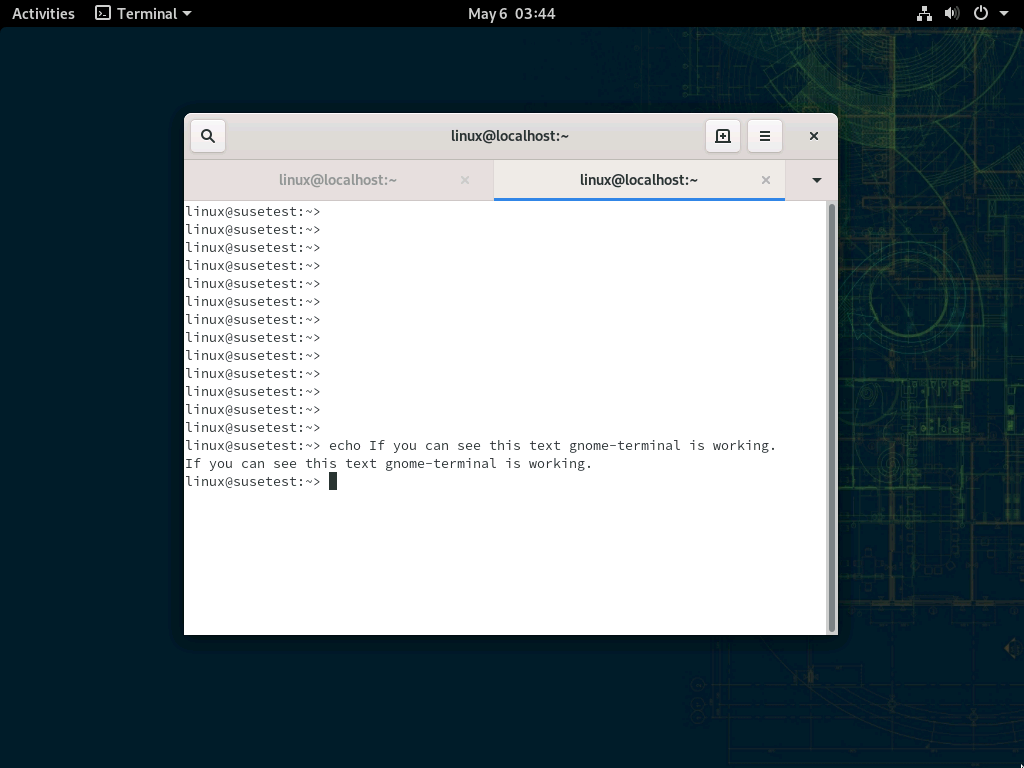 Activities Terminal May 6 03:44
linux@localhost:~
linux@localhost:~ linux@localhost:~
linux@susetest:~>
linux@susetest:~>
linux@susetest:~>
linux@susetest:~>
linux@susetest:~>
linux@susetest:~>
linux@susetest:~>
linux@susetest:~>
linux@susetest:~>
linux@susetest:~>
linux@susetest:~>
linux@susetest:~>
linux@susetest:~>
linux@susetest:~> echo If you can see this text gnome-terminal is working.
If you can see this text gnome-terminal is working.
linux@susetest:~>